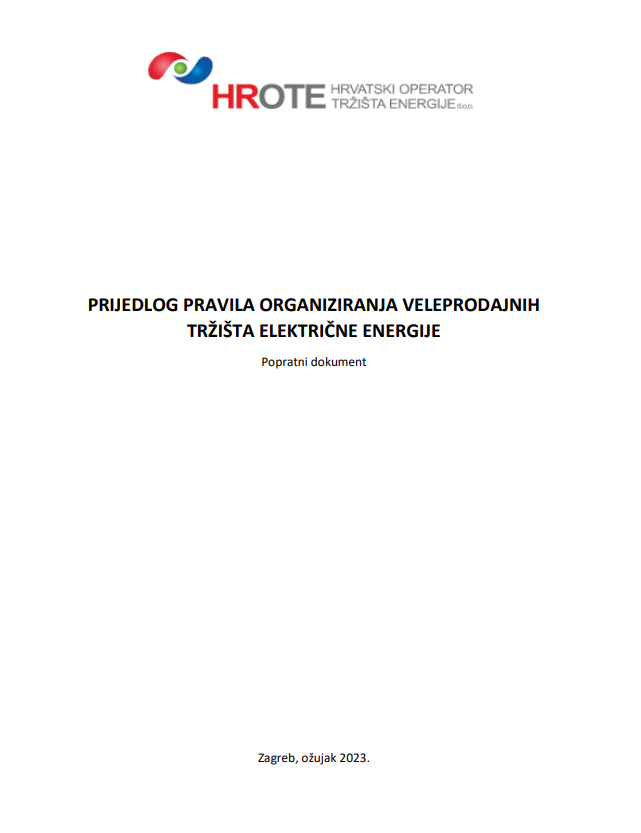 HROTE HRVATSKI OPERATOR
TRŽIŠTA ENERGIJE d.o.o.
PRIJEDLOG PRAVILA ORGANIZIRANJA VELEPRODAJNIH
TRŽIŠTA ELEKTRIČNE ENERGIJE
Popratni dokument
Zagreb, ožujak 2023.